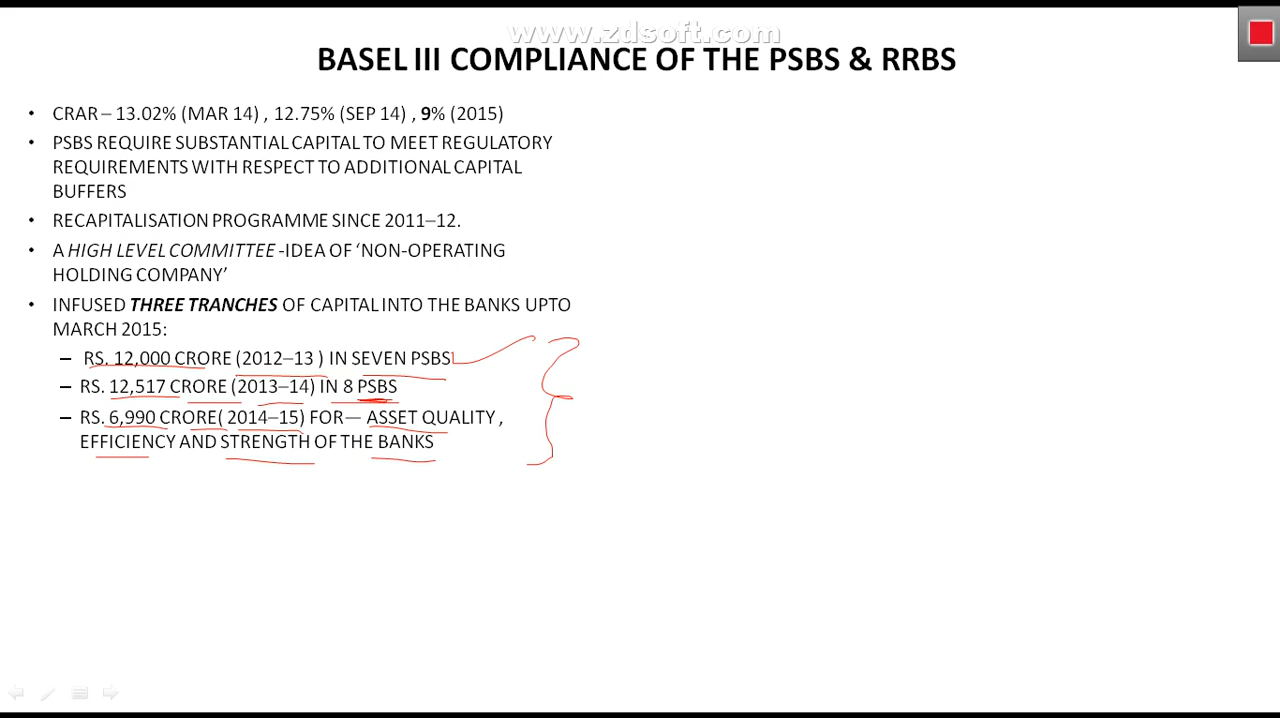 www.zdsoft.com
BASEL III COMPLIANCE OF THE PSBS & RRBS
• CRAR – 13.02% (MAR 14) , 12.75% (SEP 14) , 9% (2015)
• PSBS REQUIRE SUBSTANTIAL CAPITAL TO MEET REGULATORY
REQUIREMENTS WITH RESPECT TO ADDITIONAL CAPITAL
BUFFERS
• RECAPITALISATION PROGRAMME SINCE 2011–12.
• A HIGH LEVEL COMMITTEE -IDEA OF ‘NON-OPERATING
HOLDING COMPANY’
• INFUSED THREE TRANCHES OF CAPITAL INTO THE BANKS UPTO
MARCH 2015:
– RS. 12,000 CRORE (2012–13 ) IN SEVEN PSBS
– RS. 12,517 CRORE (2013–14) IN 8 PSBS
– RS. 6,990 CRORE( 2014–15) FOR— ASSET QUALITY ,
EFFICIENCY AND STRENGTH OF THE BANKS